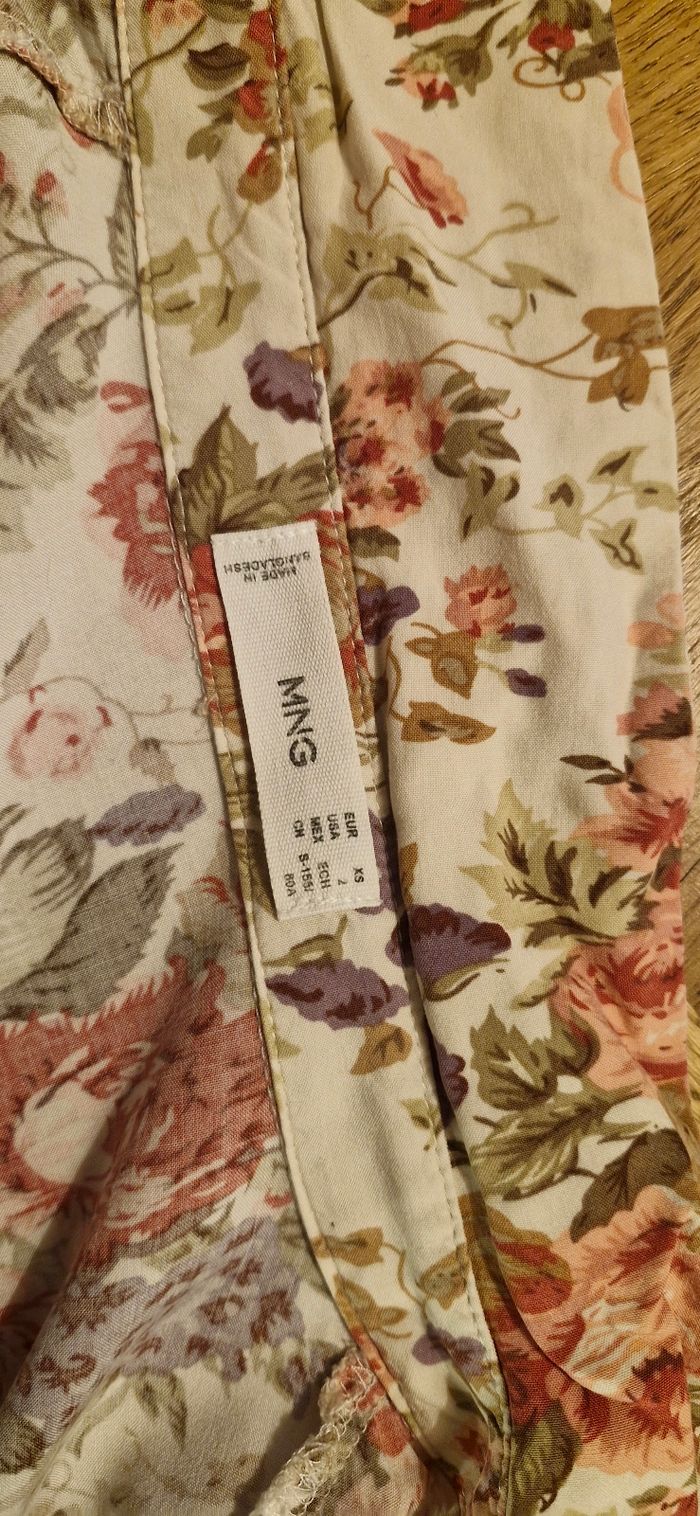 MADE IN
BANGLADESH
MNG
EUR XS
USA 2
MEX ECH
CN S-155/
80A